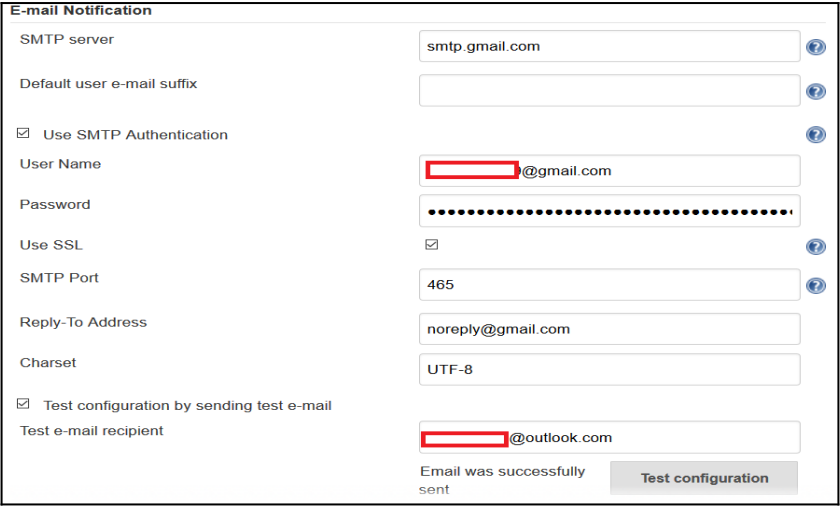 E-mail Notification
SMTP server
smtp.gmail.com
Default user e-mail suffix
Use SMTP Authentication
User Name
@gmail.com
Password
Use SSL
SMTP Port
465
Reply-To Address
noreply@gmail.com
Charset
UTF-8
Test configuration by sending test e-mail
Test e-mail recipient
@outlook.com
Email was successfully
sent
Test configuration